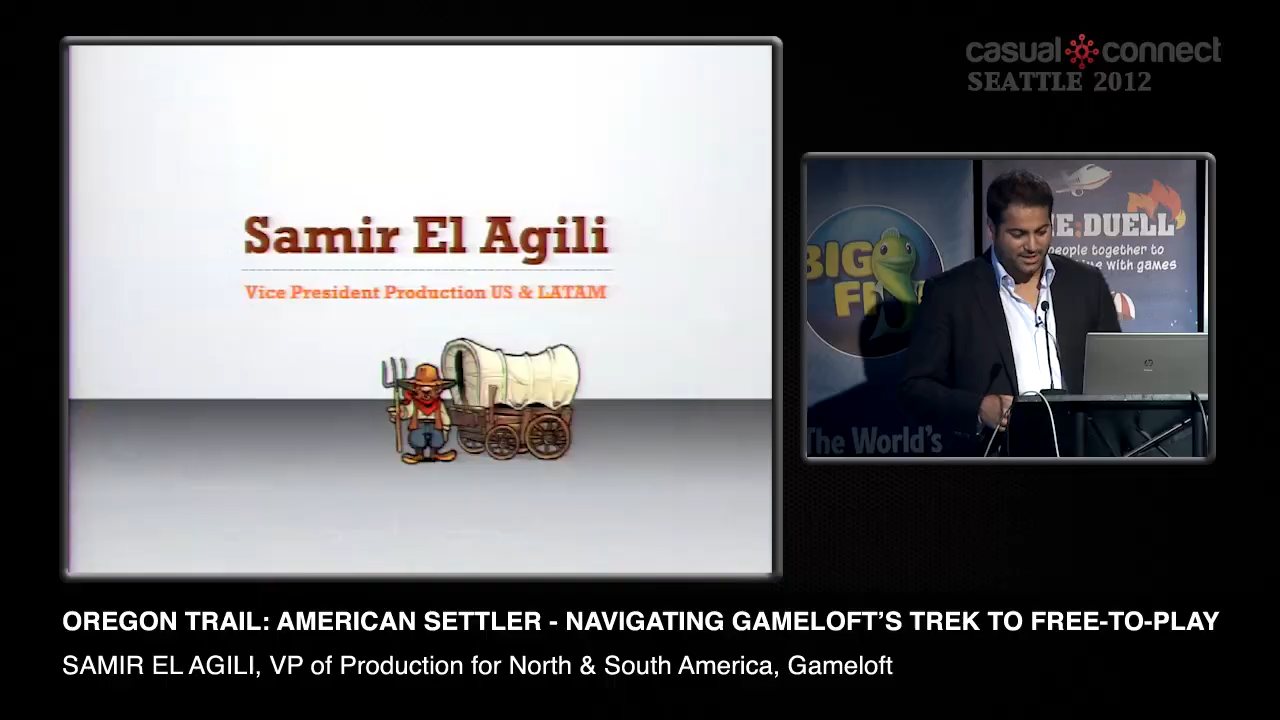 casual connect
SEATTLE 2012
Samir El Agili
Vice President Production US & LATAM
BIG
E:DUELL
people together to
with games
The World's
OREGON TRAIL: AMERICAN SETTLER - NAVIGATING GAMELOFT'S TREK TO FREE-TO-PLAY
SAMIR EL AGILI, VP of Production for North & South America, Gameloft